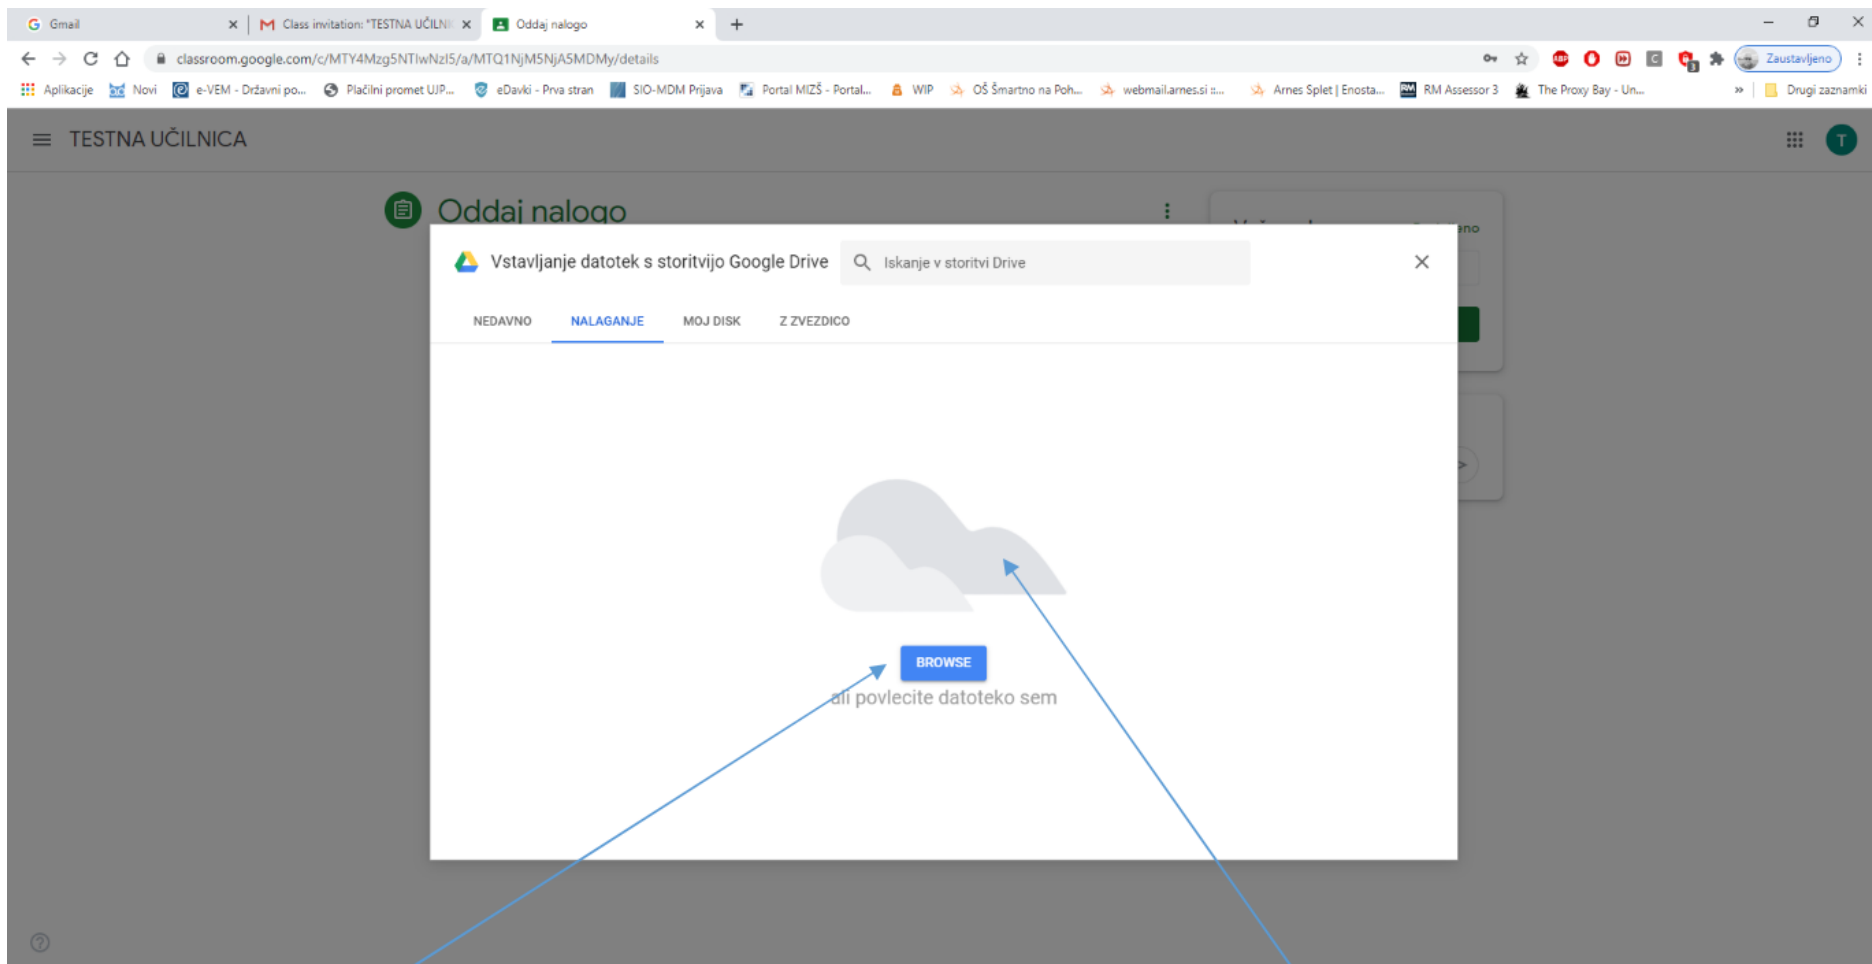 Gmail
Class invitation: "TESTNA UČILNIC
Oddaj nalogo
classroom.google.com/c/MTY4Mzg5NTIwNzI5/a/MTQ1NjM5NjA5MDMy/details
Zaustavljeno
Aplikacije
Novi
e-VEM - Državni po...
Plačilni promet UJP...
eDavki - Prva stran
SIO-MDM Prijava
Portal MIZŠ - Portal...
WIP
OŠ Šmartno na Poh...
webmail.arnes.si ::...
Arnes Splet | Enosta...
RM Assessor 3
The Proxy Bay - Un...
Drugi zaznamki
TESTNA UČILNICA
T
Oddaj nalogo
Vstavljanje datotek s storitvijo Google Drive
Iskanje v storitvi Drive
NEDAVNO
NALAGANJE
MOJ DISK
Z ZVEZDICO
BROWSE
ali povlecite datoteko sem